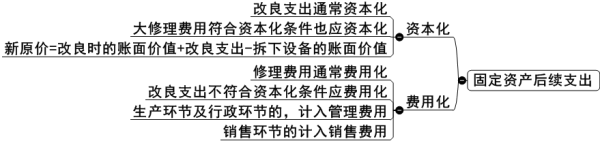 改良支出通常资本化
大修理费用符合资本化条件也应资本化
新原价=改良时的账面价值+改良支出-拆下设备的账面价值
资本化
修理费用通常费用化
改良支出不符合资本化条件应费用化
生产环节及行政环节的，计入管理费用
销售环节的计入销售费用
费用化
固定资产后续支出